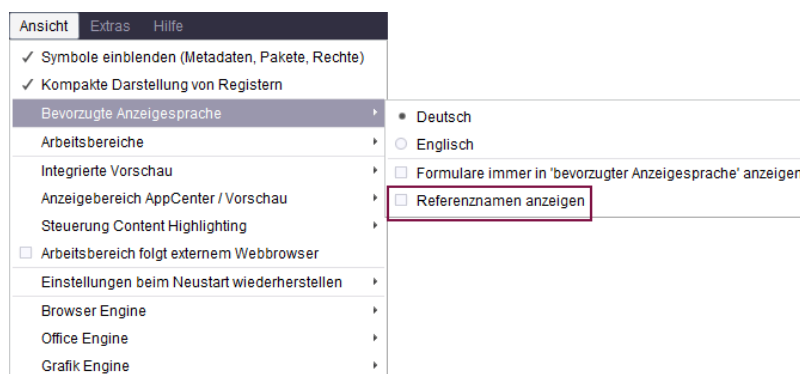 Ansicht Extras Hilfe
Symbole einblenden (Metadaten, Pakete, Rechte)
Kompakte Darstellung von Registern
Bevorzugte Anzeigesprache
Arbeitsbereiche
Integrierte Vorschau
Anzeigebereich AppCenter / Vorschau
Steuerung Content Highlighting
Arbeitsbereich folgt externem Webbrowser
Einstellungen beim Neustart wiederherstellen
Browser Engine
Office Engine
Grafik Engine
Deutsch
Englisch
Formulare immer in 'bevorzugter Anzeigesprache' anzeigen
Referenznamen anzeigen